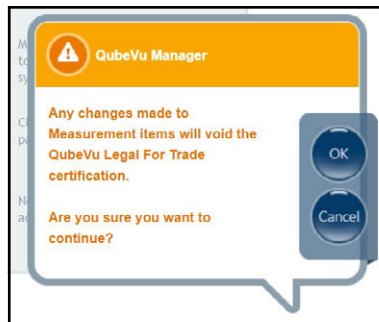 QubeVu Manager
Any changes made to
Measurement items will void the
QubeVu Legal For Trade
certification.
Are you sure you want to
continue?
OK
Cancel